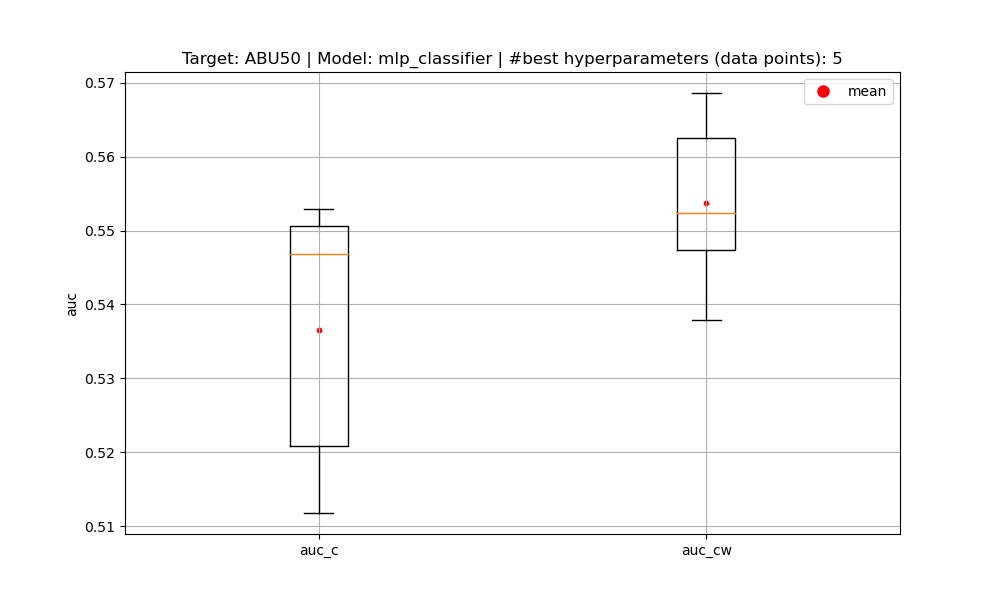 Target: ABU50 | Model: mlp_classifier | #best hyperparameters (data points): 5
mean
auc
0.57
0.56
0.55
0.54
0.53
0.52
0.51
auc_c
auc_cw